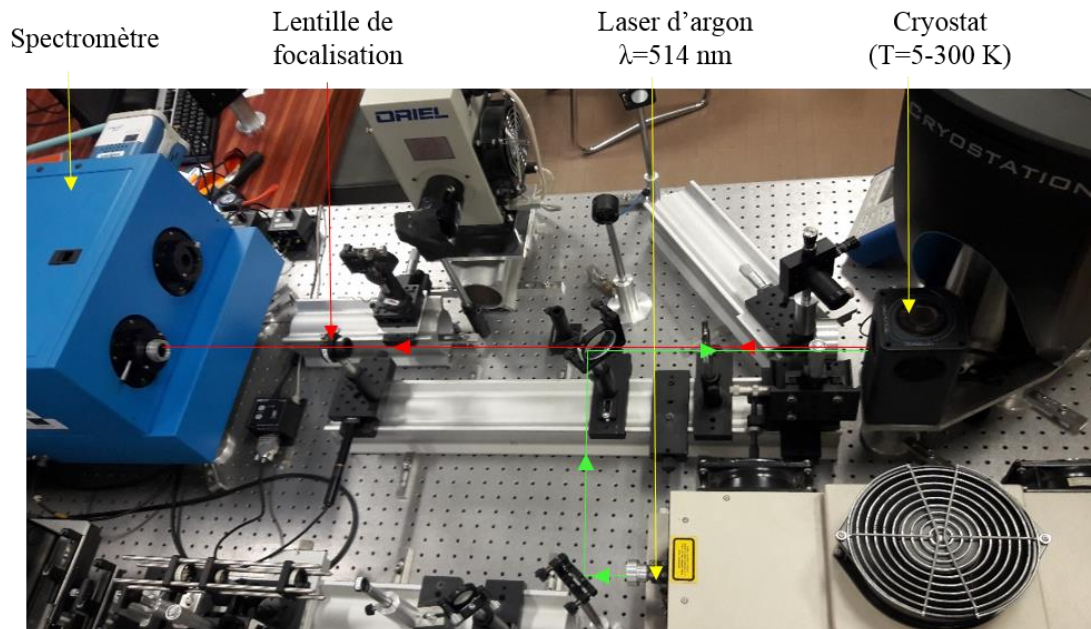 Spectromètre
Lentille de
focalisation
Laser d’argon
λ=514 nm
Cryostat
(T=5-300 K)
ORIEL
CRYOSTATION